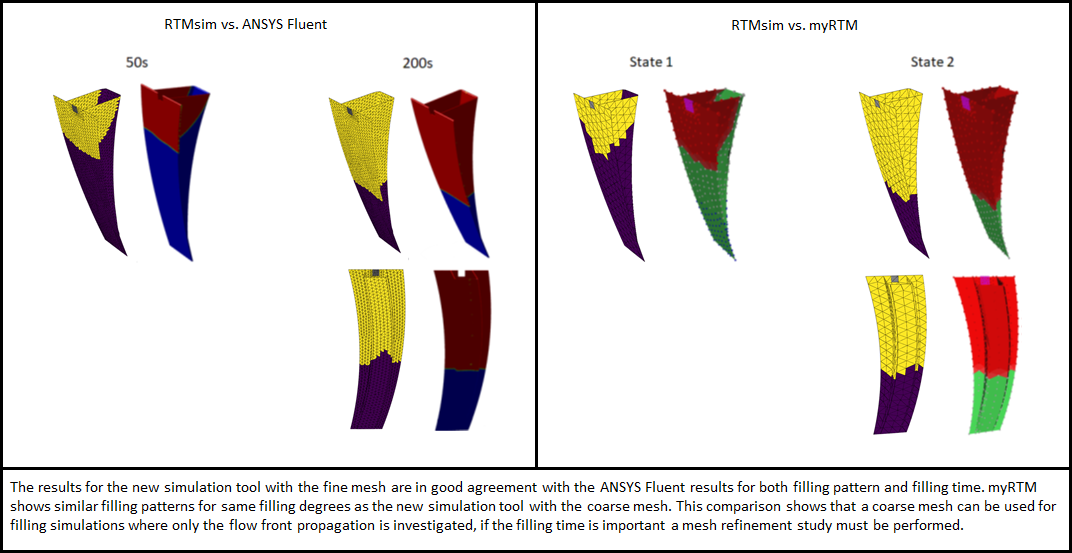 RTMsim vs. ANSYS Fluent
50s
200s
RTMsim vs. myRTM
State 1
State 2
The results for the new simulation tool with the fine mesh are in good agreement with the ANSYS Fluent results for both filling pattern and filling time. myRTM
shows similar filling patterns for same filling degrees as the new simulation tool with the coarse mesh. This comparison shows that a coarse mesh can be used for
filling simulations where only the flow front propagation is investigated, if the filling time is important a mesh refinement study must be performed.